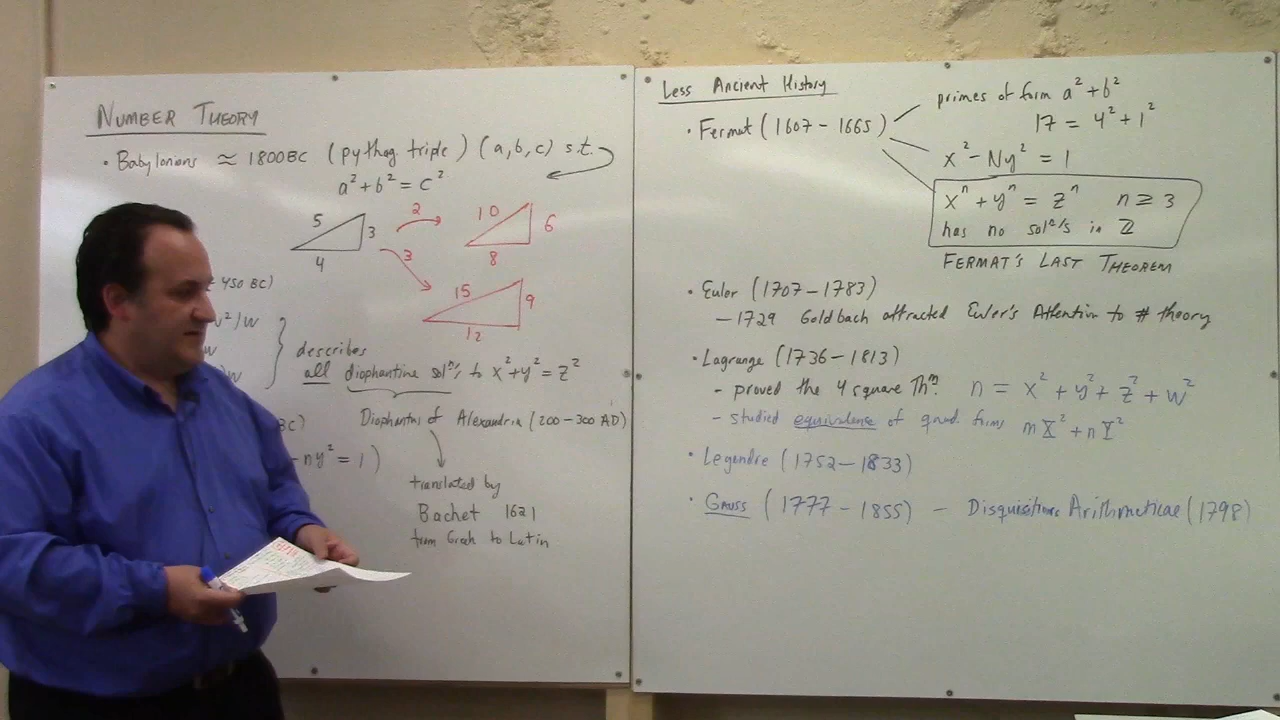 NUMBER THEORY
• Babylonians ≈ 1800BC (pythag triple) (a,b,c) s.t.
a² + b² = c²
5
3
4
2
3
10
6
8
15
9
12
450 BC)
v²/w
w
)w
describes
all diophantine solⁿ/s to x²+y²=z²
BC)
Diophantus of Alexandria (200-300 AD)
- ny² = 1 )
translated by
Bachet 1621
from Greek to Latin
Less Ancient History
primes of form a²+b²
17 = 4²+1²
• Fermat (1607 - 1665)
x² - Ny² = 1
xⁿ + yⁿ = zⁿ n ≥ 3
has no solⁿ/s in ℤ
FERMAT'S LAST THEOREM
• Euler (1707-1783)
- 1729 Goldbach attracted Euler's Attention to # theory
• Lagrange (1736-1813)
- proved the 4 square Thᵐ. n = x²+y²+z²+w²
- studied equivalence of quad. forms mX²+nY²
• Legendre (1752-1833)
• Gauss (1777-1855) - Disquisitiones Arithmeticae (1798)